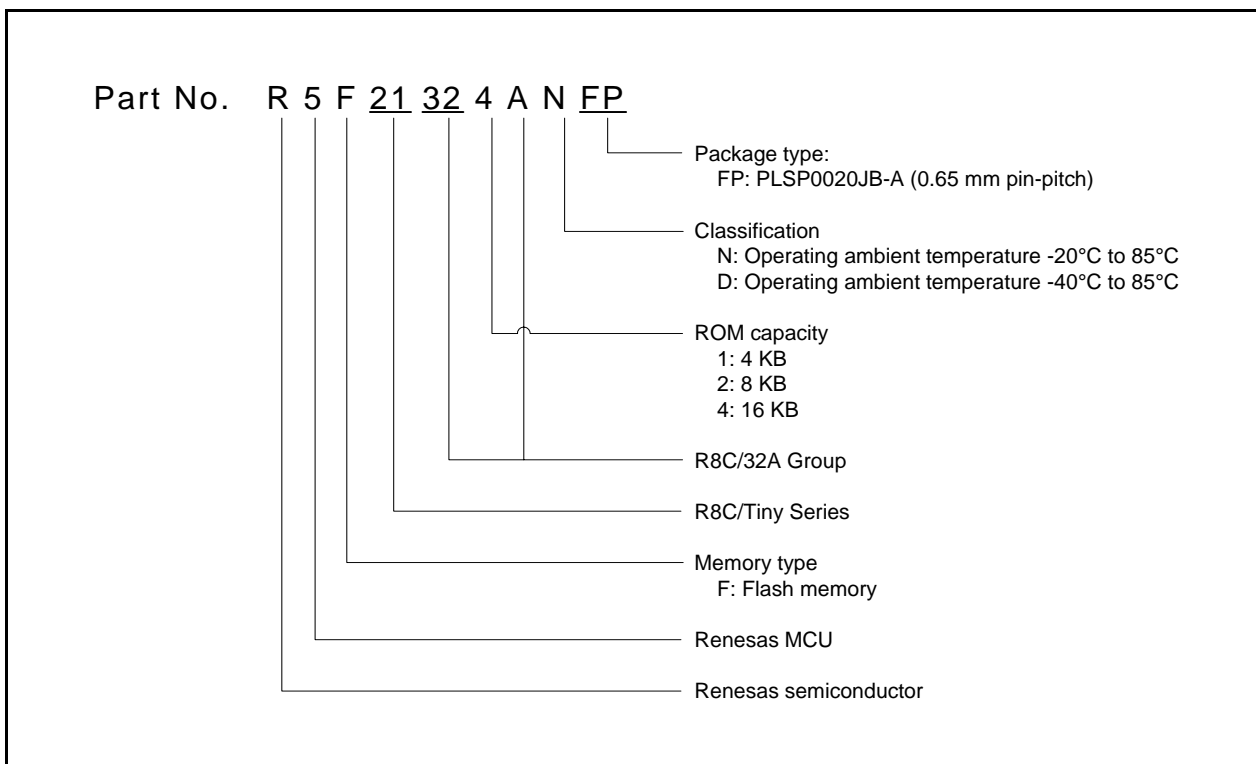 Part No. R 5 F 21 32 4 A N FP
Package type:
FP: PLSP0020JB-A (0.65 mm pin-pitch)
Classification
N: Operating ambient temperature -20°C to 85°C
D: Operating ambient temperature -40°C to 85°C
ROM capacity
1: 4 KB
2: 8 KB
4: 16 KB
R8C/32A Group
R8C/Tiny Series
Memory type
F: Flash memory
Renesas MCU
Renesas semiconductor